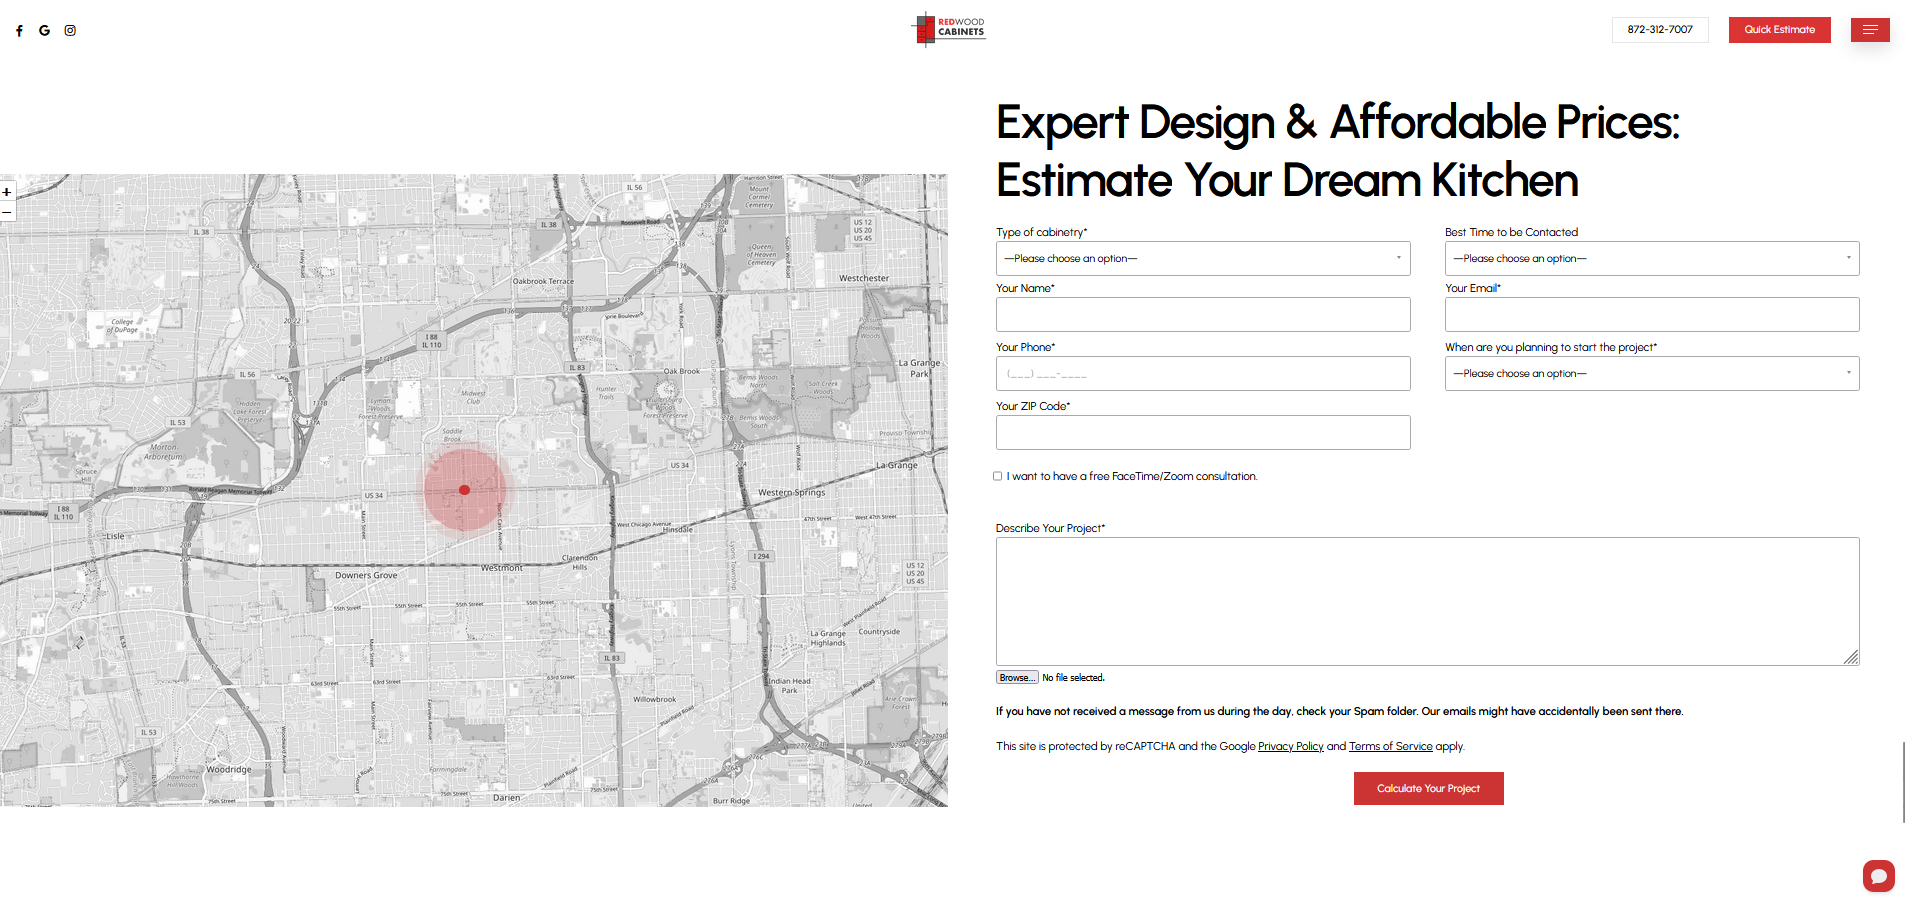 REDWOOD
CABINETS
872-312-7007
Quick Estimate
Expert Design & Affordable Prices:
Estimate Your Dream Kitchen
Type of cabinetry*
—Please choose an option—
Best Time to be Contacted
—Please choose an option—
Your Name*
Your Email*
Your Phone*
(___) ___-____
When are you planning to start the project*
—Please choose an option—
Your ZIP Code*
I want to have a free FaceTime/Zoom consultation.
Describe Your Project*
Browse... No file selected.
If you have not received a message from us during the day, check your Spam folder. Our emails might have accidentally been sent there.
This site is protected by reCAPTCHA and the Google Privacy Policy and Terms of Service apply.
Calculate Your Project
+
−
IL 56
Mount
Carmel
Cemetery
IL 38
Roosevelt Road
US 12
US 20
US 45
IL 38
Queen
of Heaven
Cemetery
Oakbrook Terrace
Westchester
College
of DuPage
I 88
IL 110
La Grange
Park
IL 83
Oak Brook
IL 56
Hunter
Trails
Bemis Woods
North
Salt Creek
Woods
Midwest
Club
Lyman
Woods
Forest Preserve
Hidden
Lake Forest
Preserve
Bemis Woods
South
IL 53
Saddle
Brook
Proviso Township
Morton
Arboretum
US 34
La Grange
Spruce
Hill
Ronald Reagan Memorial Tollway
US 34
Western Springs
I 88
IL 110
47th Street
West 47th Street
West Chicago Avenue
Hinsdale
Lisle
Clarendon
Hills
I 294
Westmont
Downers Grove
US 12
US 20
US 45
55th Street
55th Street
55th Street
55th Street
La Grange
Highlands
Countryside
IL 83
63rd Street
63rd Street
63rd Street
Indian Head
Park
Willowbrook
Arie Crown
Forest
IL 53
Woodridge
Farmingdale
Hawthorne
Hill Woods
75th Street
75th Street
75th Street
Darien
Burr Ridge